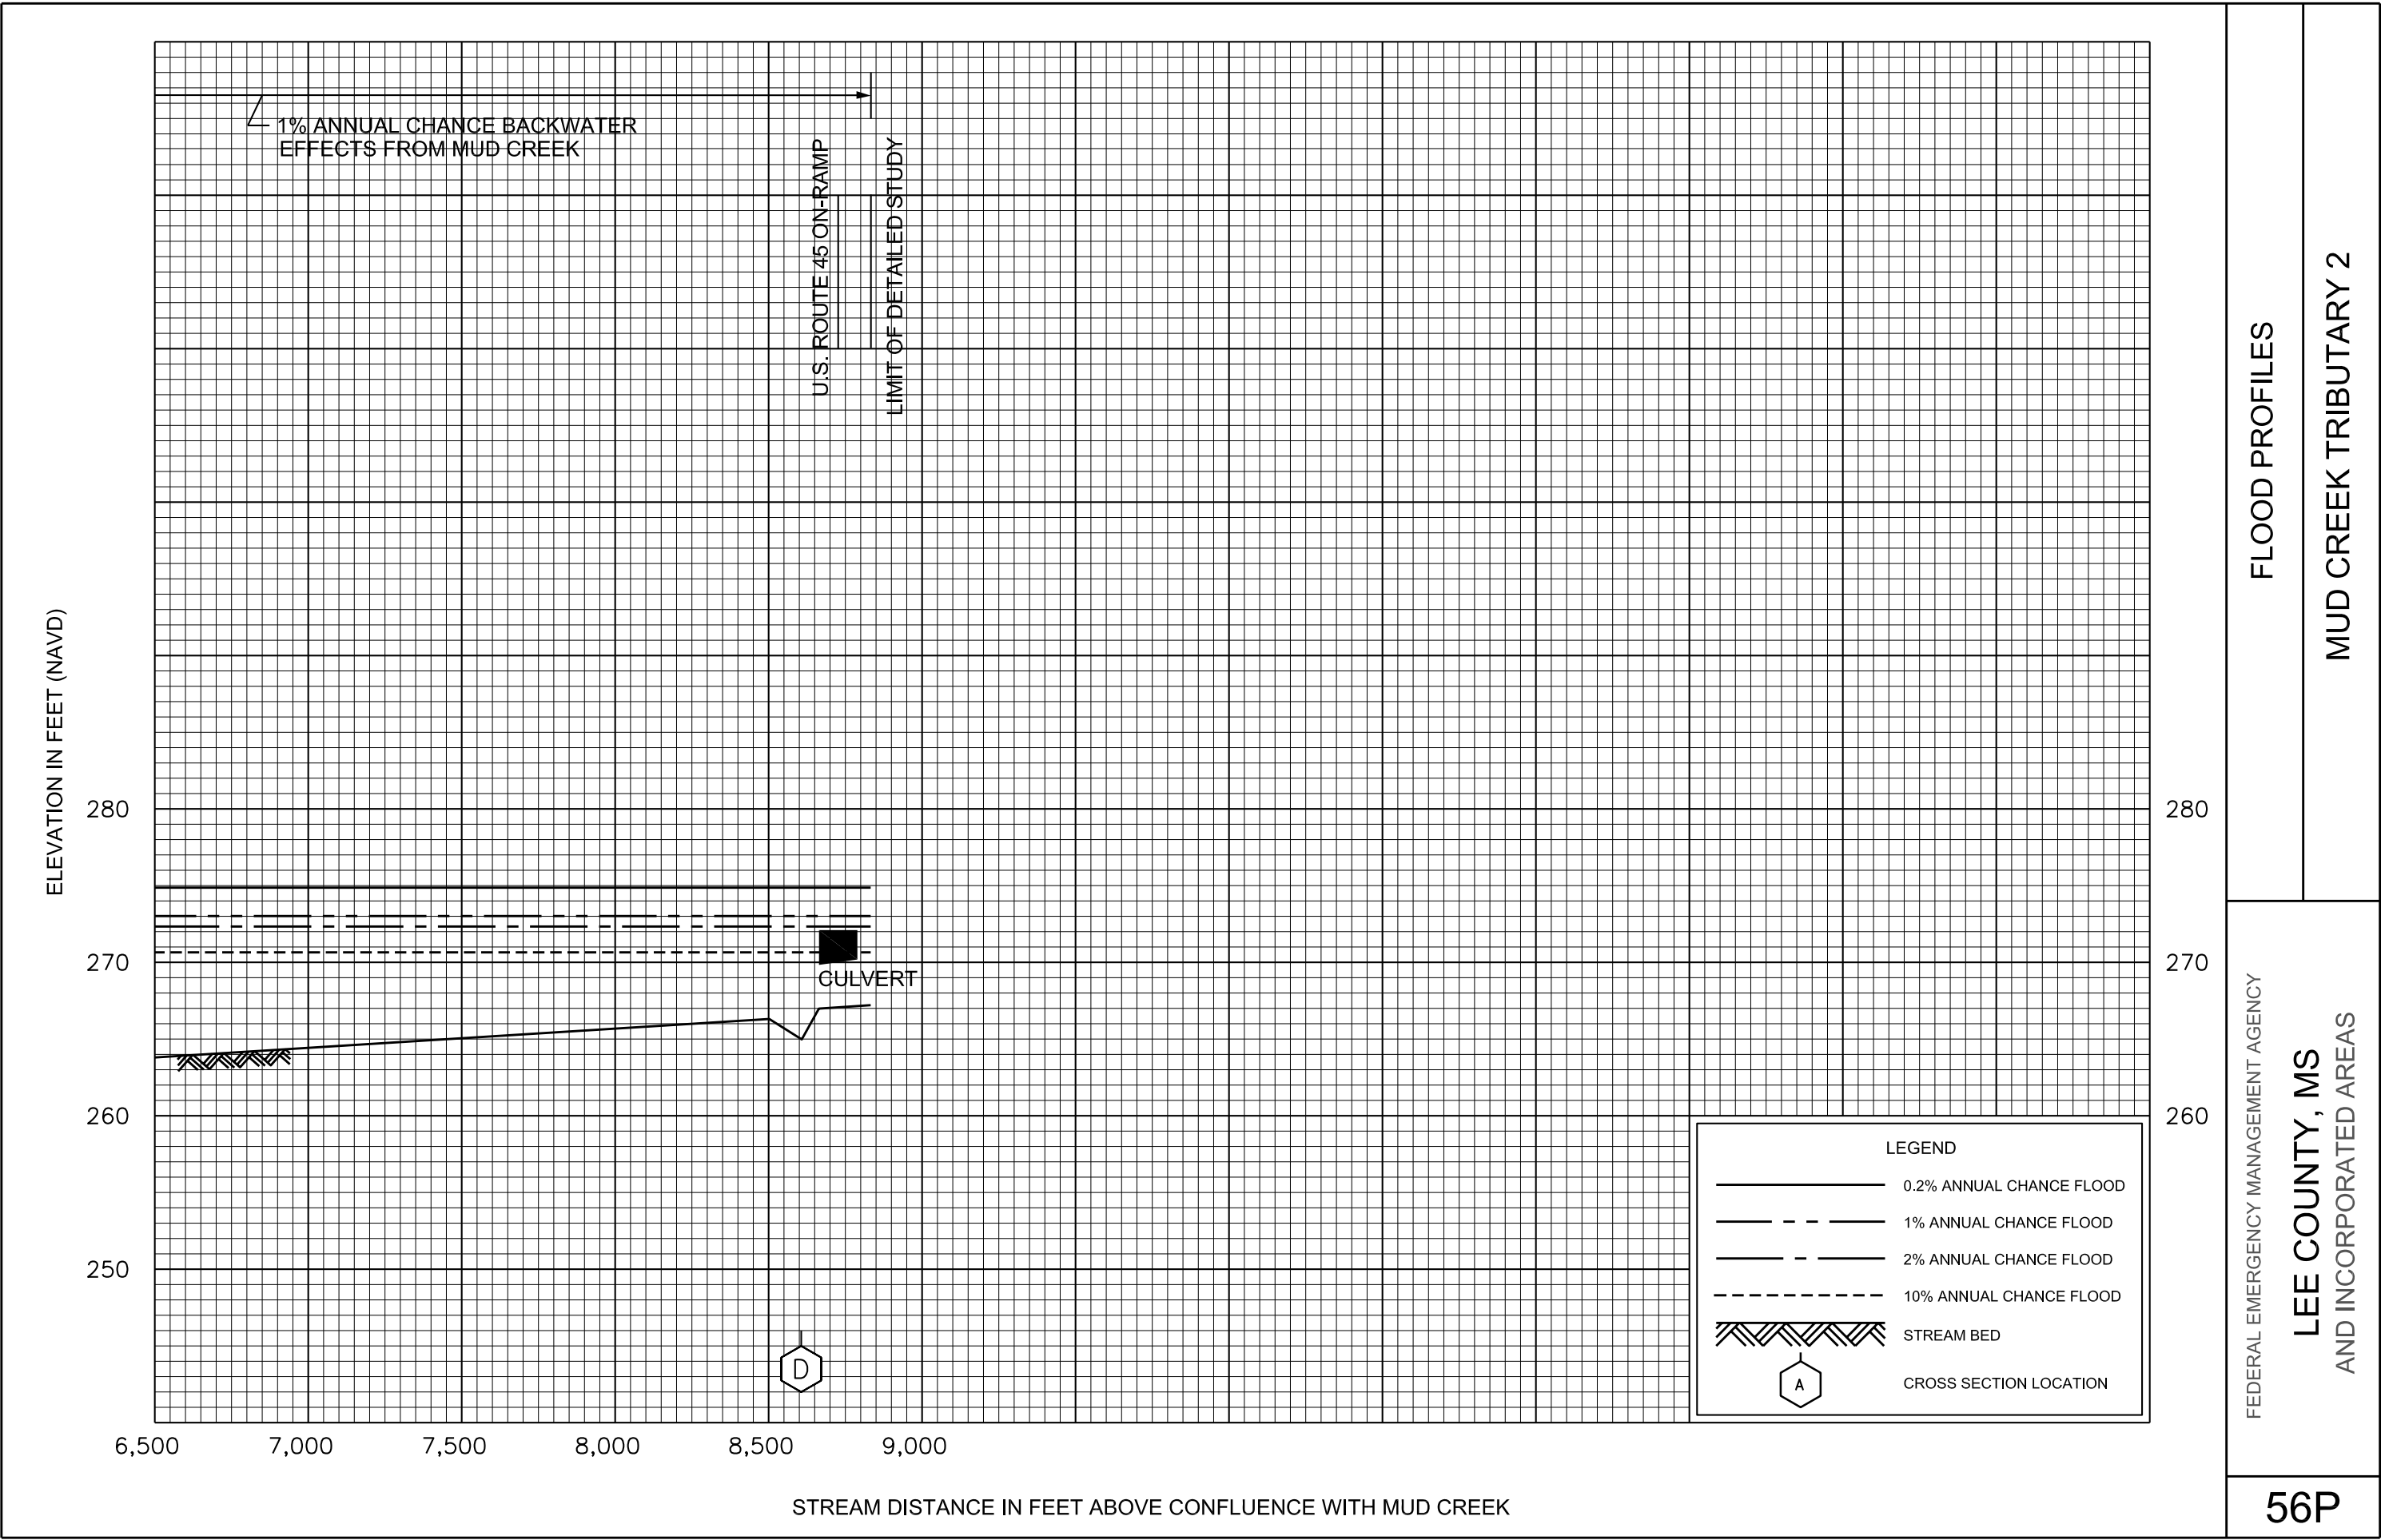 1% ANNUAL CHANCE BACKWATER
EFFECTS FROM MUD CREEK
U.S. ROUTE 45 ON-RAMP
LIMIT OF DETAILED STUDY
ELEVATION IN FEET (NAVD)
280
270
260
250
280
270
260
CULVERT
D
6,500
7,000
7,500
8,000
8,500
9,000
STREAM DISTANCE IN FEET ABOVE CONFLUENCE WITH MUD CREEK
LEGEND
0.2% ANNUAL CHANCE FLOOD
1% ANNUAL CHANCE FLOOD
2% ANNUAL CHANCE FLOOD
10% ANNUAL CHANCE FLOOD
STREAM BED
A
CROSS SECTION LOCATION
FLOOD PROFILES
MUD CREEK TRIBUTARY 2
FEDERAL EMERGENCY MANAGEMENT AGENCY
LEE COUNTY, MS
AND INCORPORATED AREAS
56P